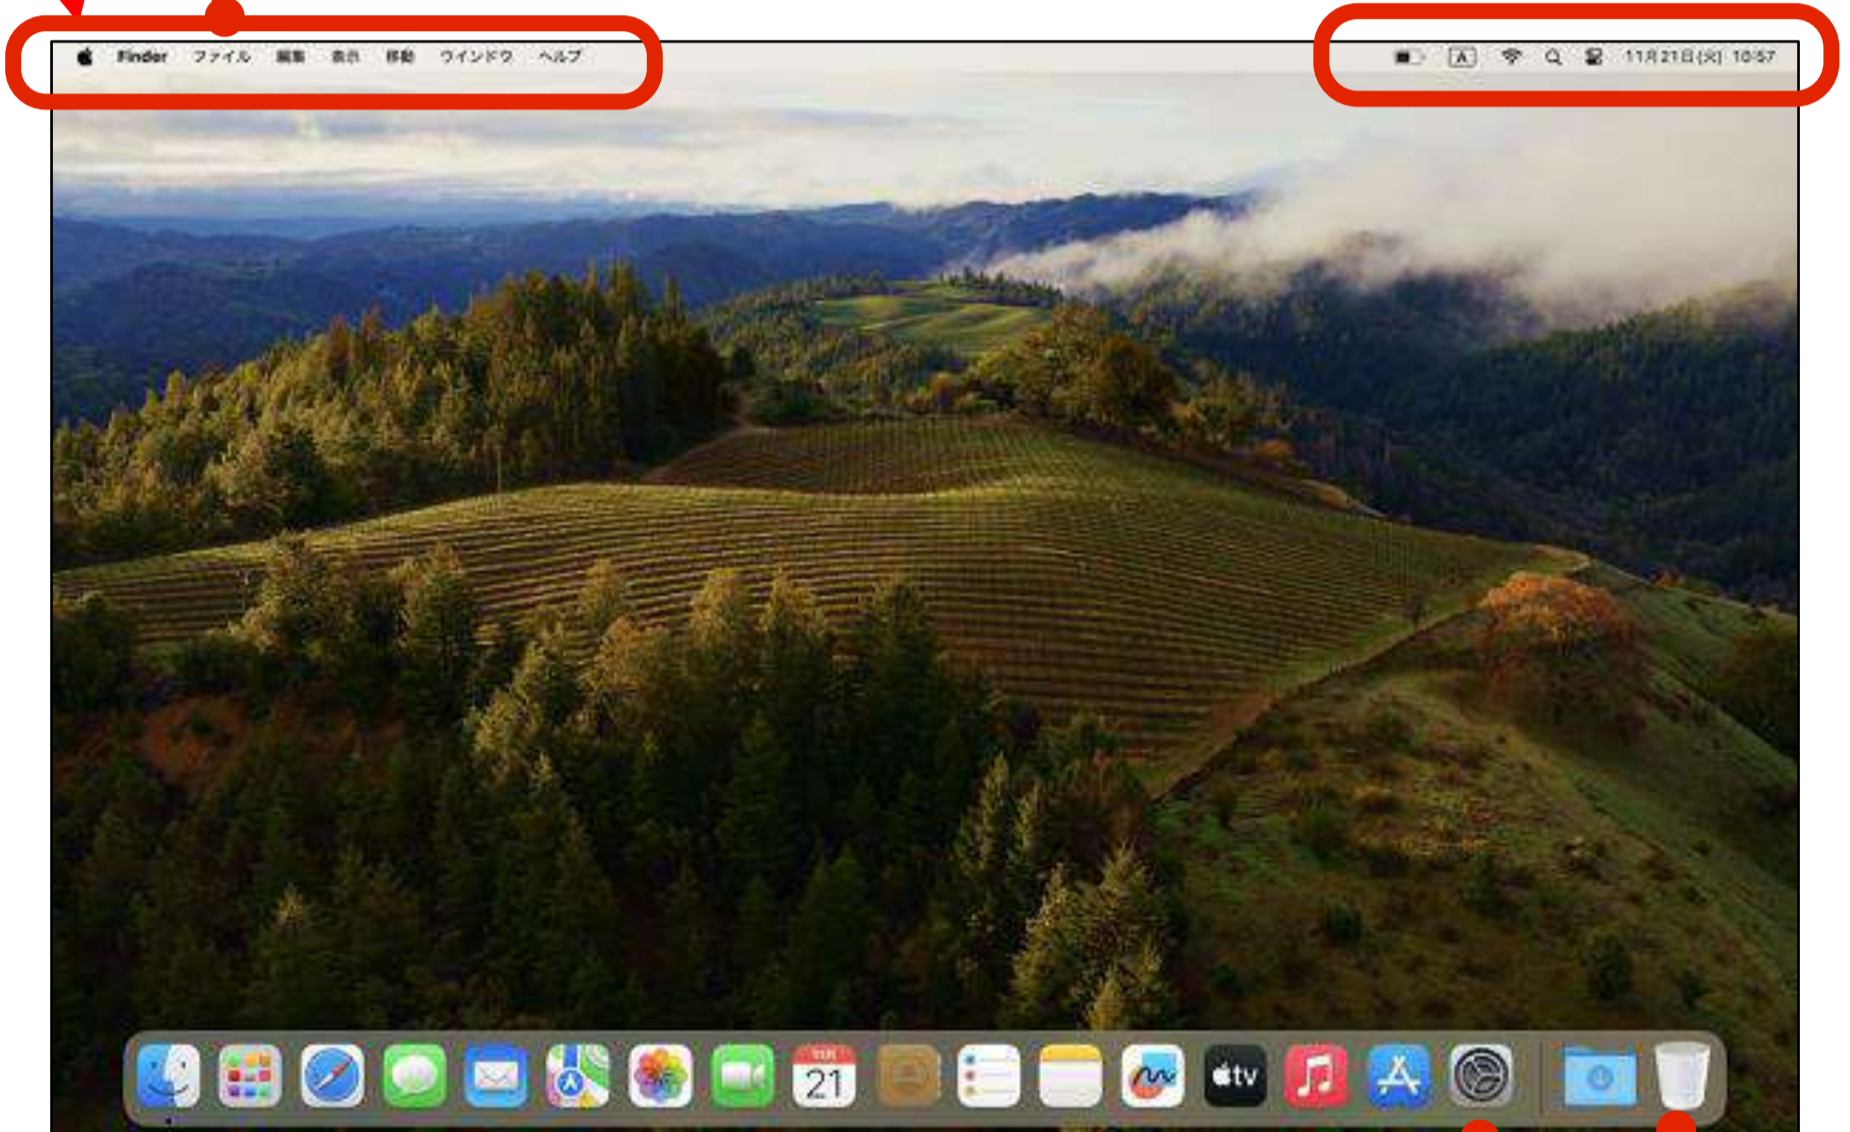 Finder ファイル 編集 表示 移動 ウインドウ ヘルプ
A 11月21日(火) 10:57
21
tv